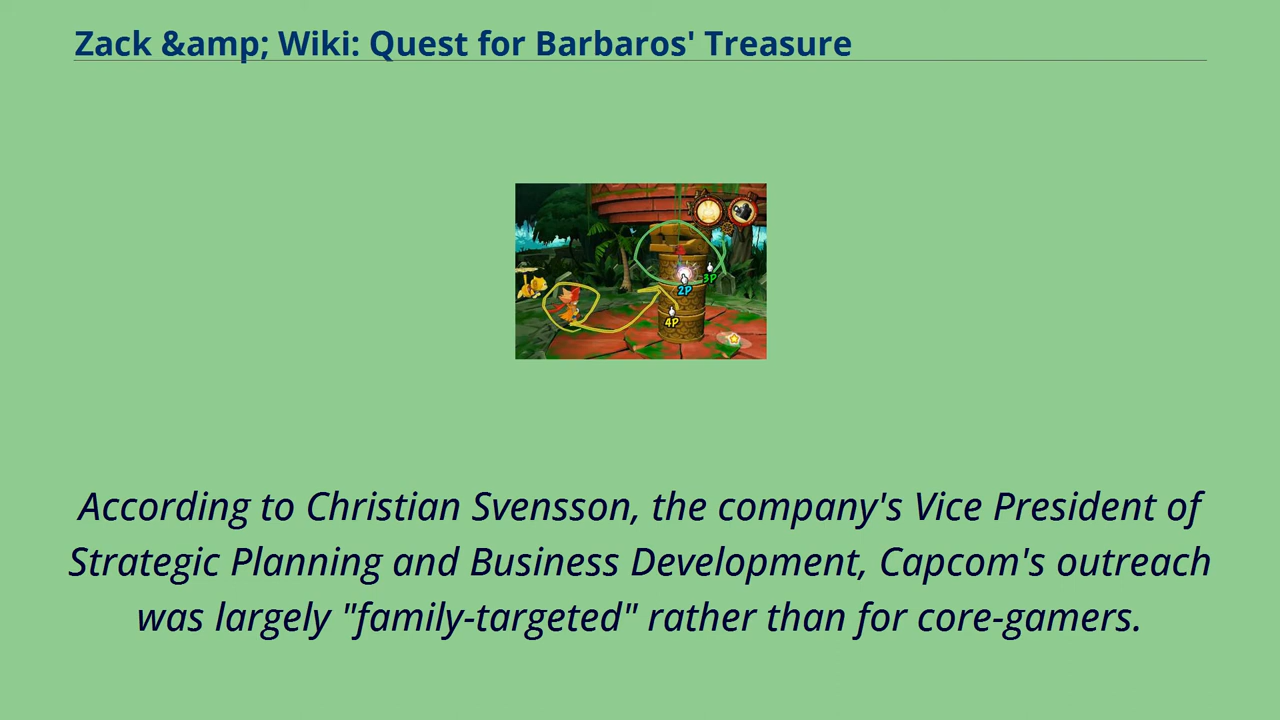 Zack &amp; Wiki: Quest for Barbaros' Treasure
2P
3P
4P
According to Christian Svensson, the company's Vice President of
Strategic Planning and Business Development, Capcom's outreach
was largely "family-targeted" rather than for core-gamers.